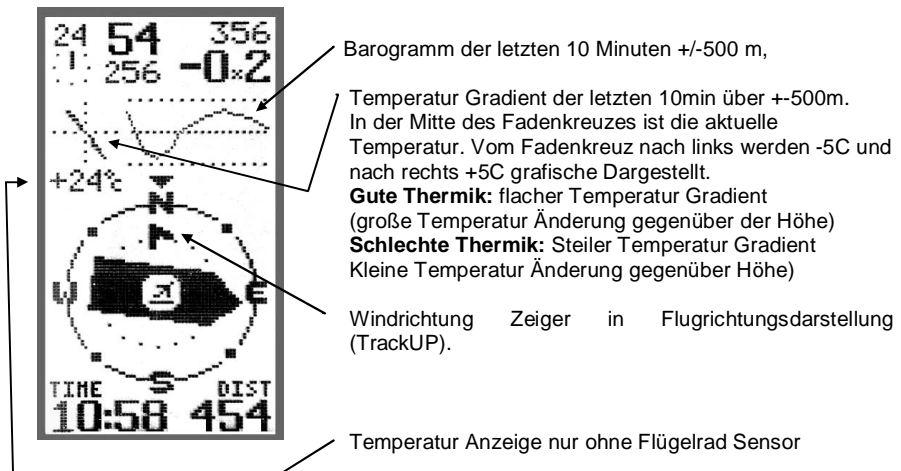 24 54 356
256 -0x2
+24°c
N
W E
S
TIME DIST
10:58 454
Barogramm der letzten 10 Minuten +/-500 m,
Temperatur Gradient der letzten 10min über +-500m.
In der Mitte des Fadenkreuzes ist die aktuelle
Temperatur. Vom Fadenkreuz nach links werden -5C und
nach rechts +5C grafische Dargestellt.
Gute Thermik: flacher Temperatur Gradient
(große Temperatur Änderung gegenüber der Höhe)
Schlechte Thermik: Steiler Temperatur Gradient
Kleine Temperatur Änderung gegenüber Höhe)
Windrichtung Zeiger in Flugrichtungsdarstellung
(TrackUP).
Temperatur Anzeige nur ohne Flügelrad Sensor